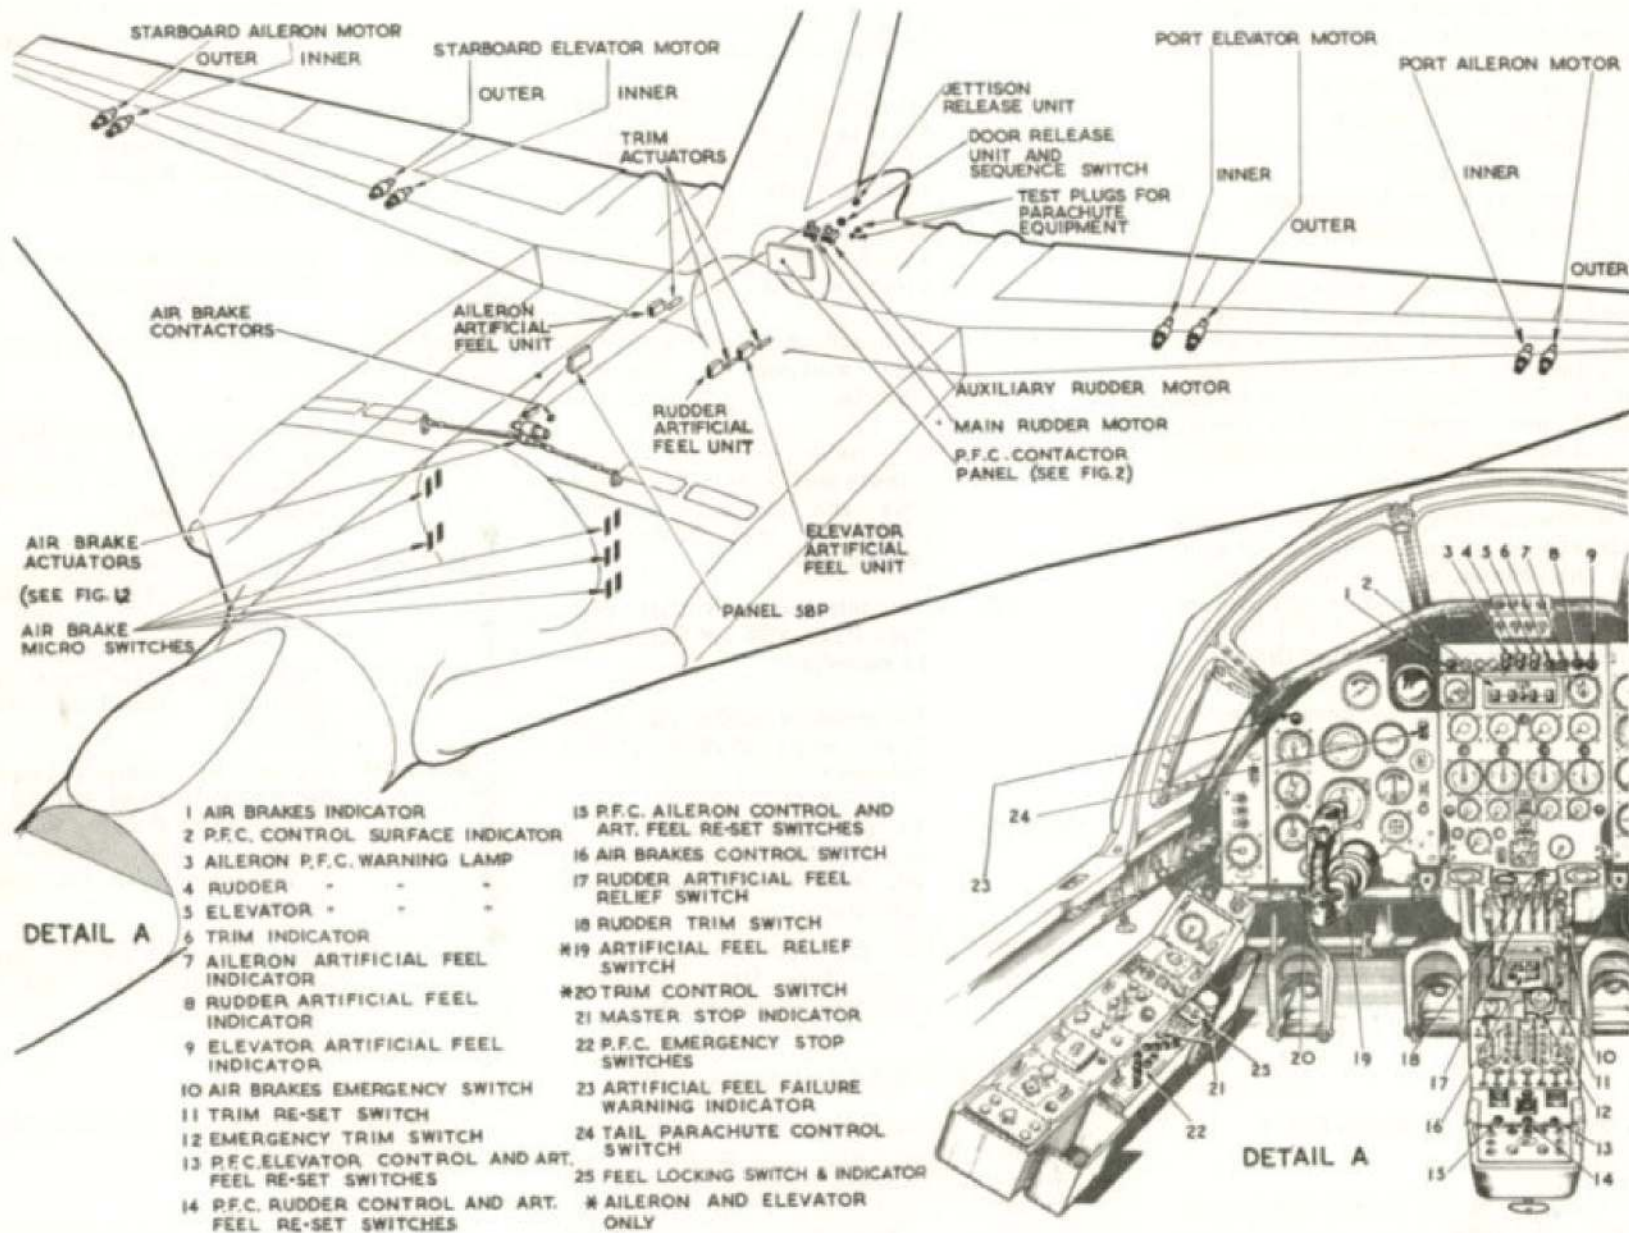 STARBOARD AILERON MOTOR
OUTER INNER
STARBOARD ELEVATOR MOTOR
OUTER INNER
TRIM
ACTUATORS
JETTISON
RELEASE UNIT
DOOR RELEASE
UNIT AND
SEQUENCE SWITCH
TEST PLUGS FOR
PARACHUTE
EQUIPMENT
PORT ELEVATOR MOTOR
INNER
OUTER
PORT AILERON MOTOR
INNER
OUTER
AIR BRAKE
CONTACTORS
AILERON
ARTIFICIAL
FEEL UNIT
RUDDER
ARTIFICIAL
FEEL UNIT
AUXILIARY RUDDER MOTOR
MAIN RUDDER MOTOR
P.F.C. CONTACTOR
PANEL (SEE FIG.2)
ELEVATOR
ARTIFICIAL
FEEL UNIT
PANEL 58P
AIR BRAKE
ACTUATORS
(SEE FIG. 12
AIR BRAKE
MICRO SWITCHES
DETAIL A
1 AIR BRAKES INDICATOR
2 P.F.C. CONTROL SURFACE INDICATOR
3 AILERON P.F.C. WARNING LAMP
4 RUDDER " " "
5 ELEVATOR " " "
6 TRIM INDICATOR
7 AILERON ARTIFICIAL FEEL
INDICATOR
8 RUDDER ARTIFICIAL FEEL
INDICATOR
9 ELEVATOR ARTIFICIAL FEEL
INDICATOR
10 AIR BRAKES EMERGENCY SWITCH
11 TRIM RE-SET SWITCH
12 EMERGENCY TRIM SWITCH
13 P.F.C. ELEVATOR CONTROL AND ART.
FEEL RE-SET SWITCHES
14 P.F.C. RUDDER CONTROL AND ART.
FEEL RE-SET SWITCHES
15 P.F.C. AILERON CONTROL AND
ART. FEEL RE-SET SWITCHES
16 AIR BRAKES CONTROL SWITCH
17 RUDDER ARTIFICIAL FEEL
RELIEF SWITCH
18 RUDDER TRIM SWITCH
*19 ARTIFICIAL FEEL RELIEF
SWITCH
*20 TRIM CONTROL SWITCH
21 MASTER STOP INDICATOR
22 P.F.C. EMERGENCY STOP
SWITCHES
23 ARTIFICIAL FEEL FAILURE
WARNING INDICATOR
24 TAIL PARACHUTE CONTROL
SWITCH
25 FEEL LOCKING SWITCH & INDICATOR
* AILERON AND ELEVATOR
ONLY
3 4 5 6 7 8 9
2
1
24
23
20 19 18 10
21 25
17 11
16 12
22
13
15 14
DETAIL A